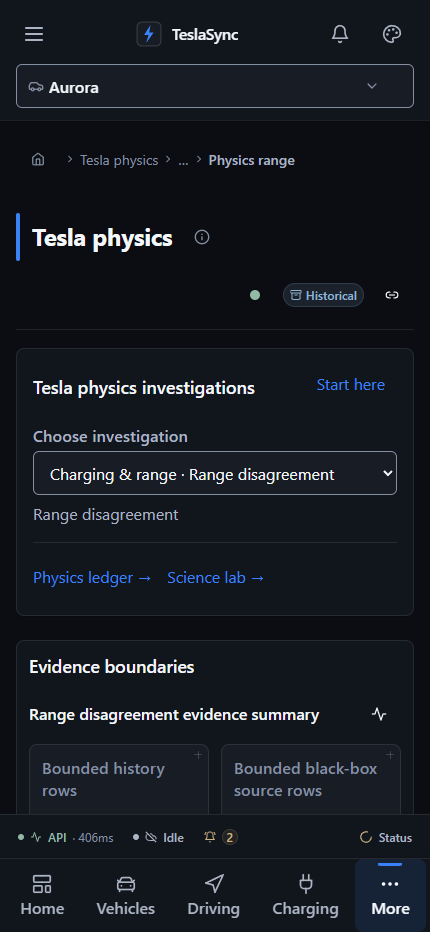 TeslaSync
Aurora
Tesla physics
...
Physics range
Tesla physics
Historical
Tesla physics investigations
Start here
Choose investigation
Charging & range · Range disagreement
Range disagreement
Physics ledger →
Science lab →
Evidence boundaries
Range disagreement evidence summary
Bounded history
rows
Bounded black-box
source rows
API · 406ms
Idle
2
Status
Home
Vehicles
Driving
Charging
More